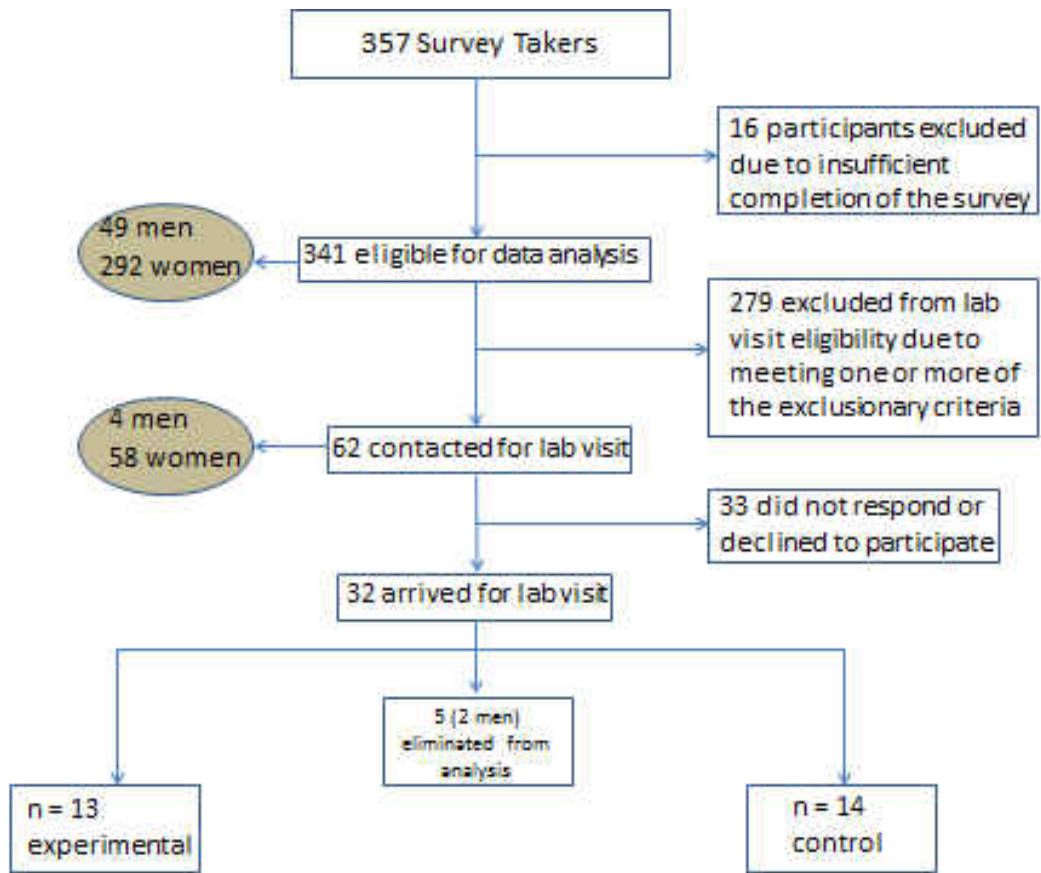 357 Survey Takers
16 participants excluded
due to insufficient
completion of the survey
49 men
292 women
341 eligible for data analysis
279 excluded from lab
visit eligibility due to
meeting one or more of
the exclusionary criteria
4 men
58 women
62 contacted for lab visit
33 did not respond or
declined to participate
32 arrived for lab visit
5 (2 men)
eliminated from
analysis
n = 13
experimental
n = 14
control